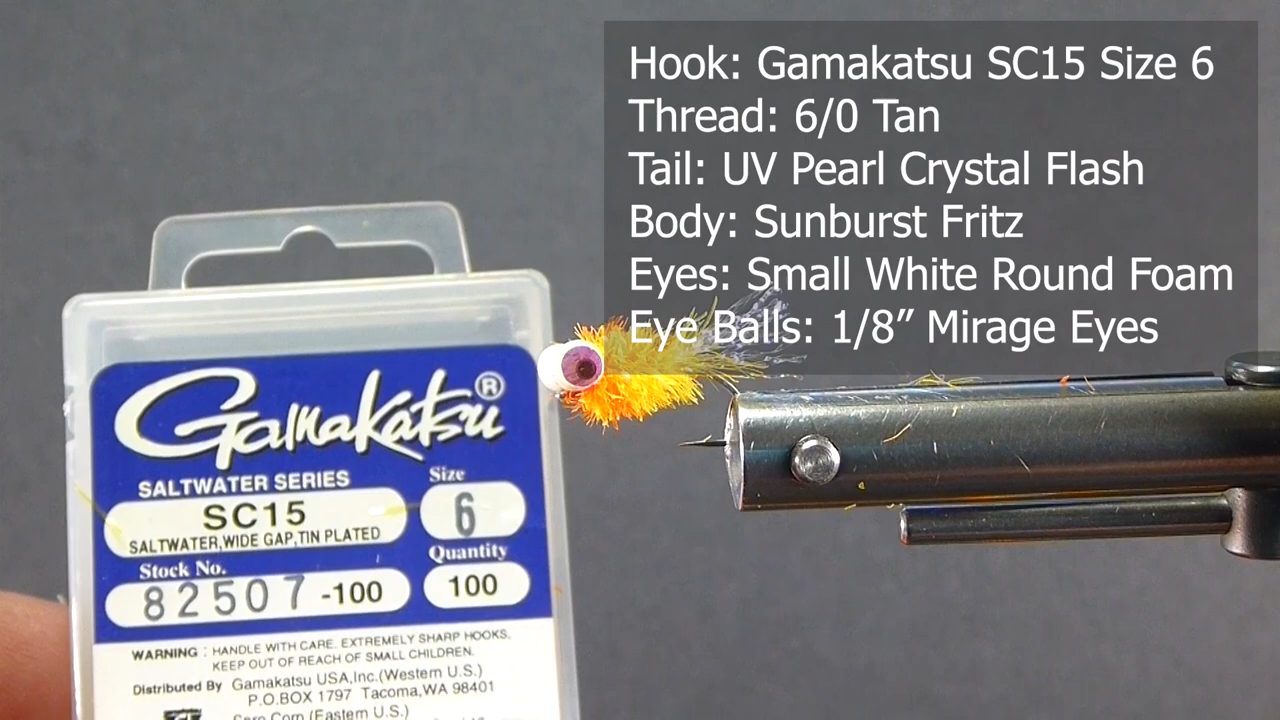 Hook: Gamakatsu SC15 Size 6
Thread: 6/0 Tan
Tail: UV Pearl Crystal Flash
Body: Sunburst Fritz
Eyes: Small White Round Foam
Eye Balls: 1/8” Mirage Eyes
Gamakatsu®
SALTWATER SERIES
SC15
SALTWATER,WIDE GAP,TIN PLATED
Size
6
Stock No.
82507 -100
Quantity
100
WARNING : HANDLE WITH CARE. EXTREMELY SHARP HOOKS.
KEEP OUT OF REACH OF SMALL CHILDREN.
Distributed By Gamakatsu USA,Inc.(Western U.S.)
P.O.BOX 1797 Tacoma,WA 98401
Corp.(Eastern U.S.)